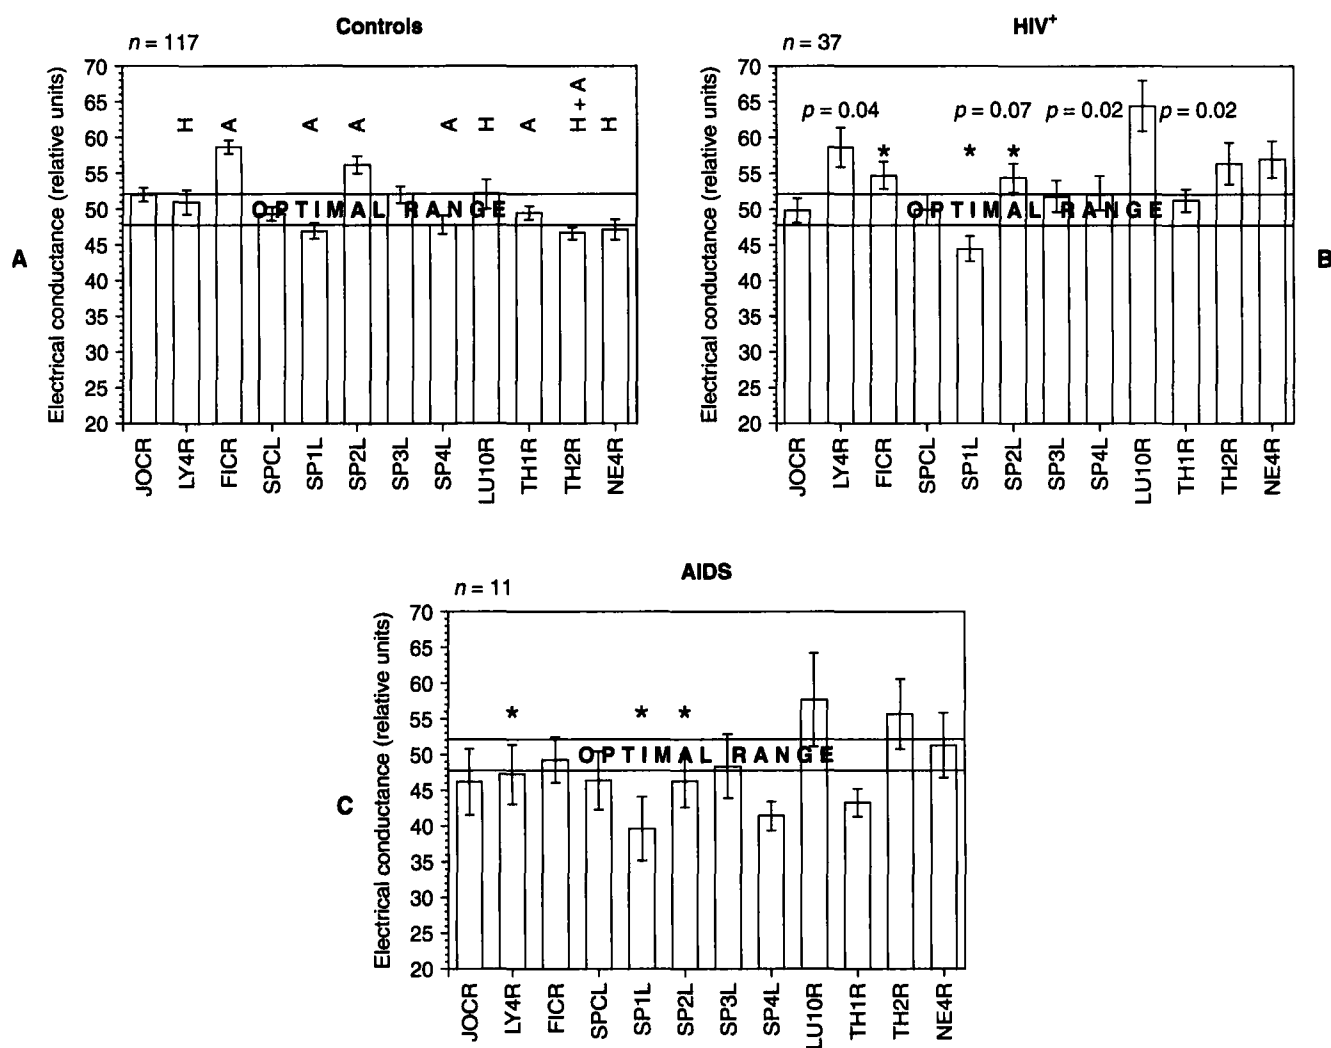 Controls
n = 117
Electrical conductance (relative units)
70
65
60
55
50
45
40
35
30
25
20
H
A
A
A
A
H
A
H + A
H
OPTIMAL RANGE
A
JOCR
LY4R
FICR
SPCL
SP1L
SP2L
SP3L
SP4L
LU10R
TH1R
TH2R
NE4R
HIV+
n = 37
Electrical conductance (relative units)
70
65
60
55
50
45
40
35
30
25
20
p = 0.04
p = 0.07
p = 0.02
p = 0.02
* * *
OPTIMAL RANGE
B
JOCR
LY4R
FICR
SPCL
SP1L
SP2L
SP3L
SP4L
LU10R
TH1R
TH2R
NE4R
AIDS
n = 11
Electrical conductance (relative units)
70
65
60
55
50
45
40
35
30
25
20
* * *
OPTIMAL RANGE
C
JOCR
LY4R
FICR
SPCL
SP1L
SP2L
SP3L
SP4L
LU10R
TH1R
TH2R
NE4R